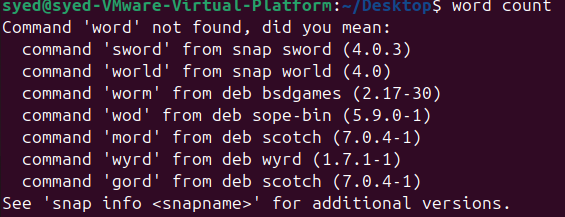 syed@syed-VMware-Virtual-Platform:~/Desktop$ word count
Command 'word' not found, did you mean:
  command 'sword' from snap sword (4.0.3)
  command 'world' from snap world (4.0)
  command 'worm' from deb bsdgames (2.17-30)
  command 'wod' from deb sope-bin (5.9.0-1)
  command 'mord' from deb scotch (7.0.4-1)
  command 'wyrd' from deb wyrd (1.7.1-1)
  command 'gord' from deb scotch (7.0.4-1)
See 'snap info <snapname>' for additional versions.